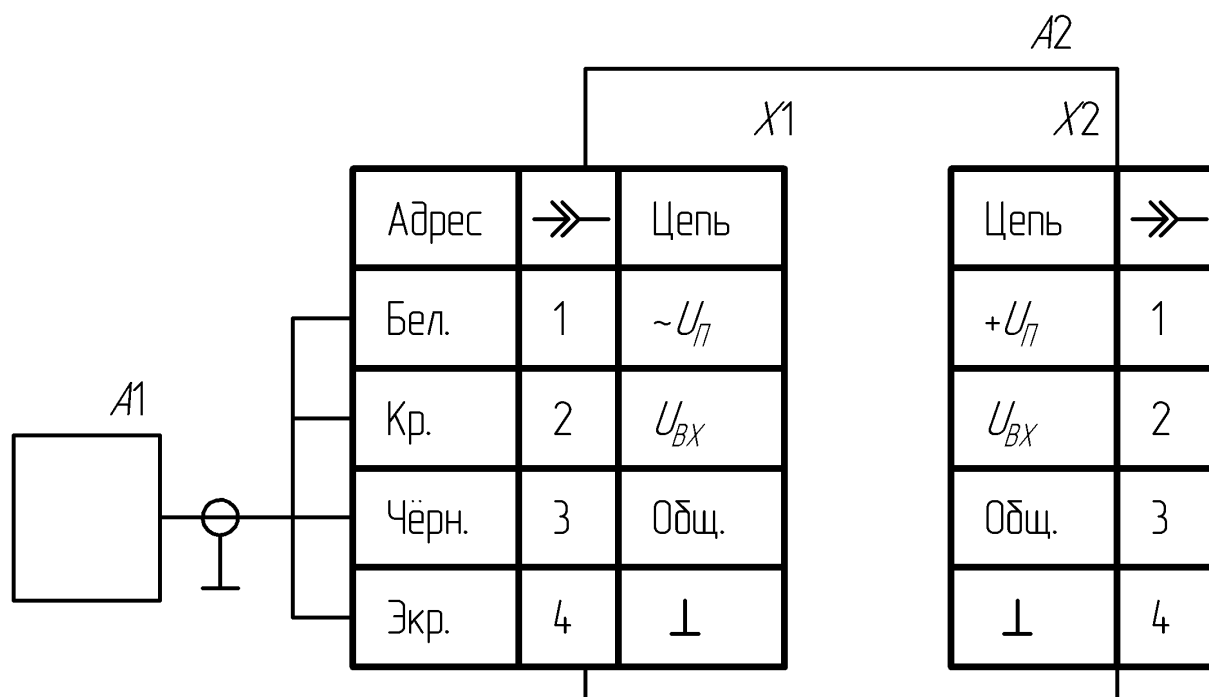 A2
X1 X2
Адрес Цепь Цепь
Бел. 1 ~U_П +U_П 1
A1
Кр. 2 U_ВХ U_ВХ 2
Чёрн. 3 Общ. Общ. 3
Экр. 4 ⊥ ⊥ 4